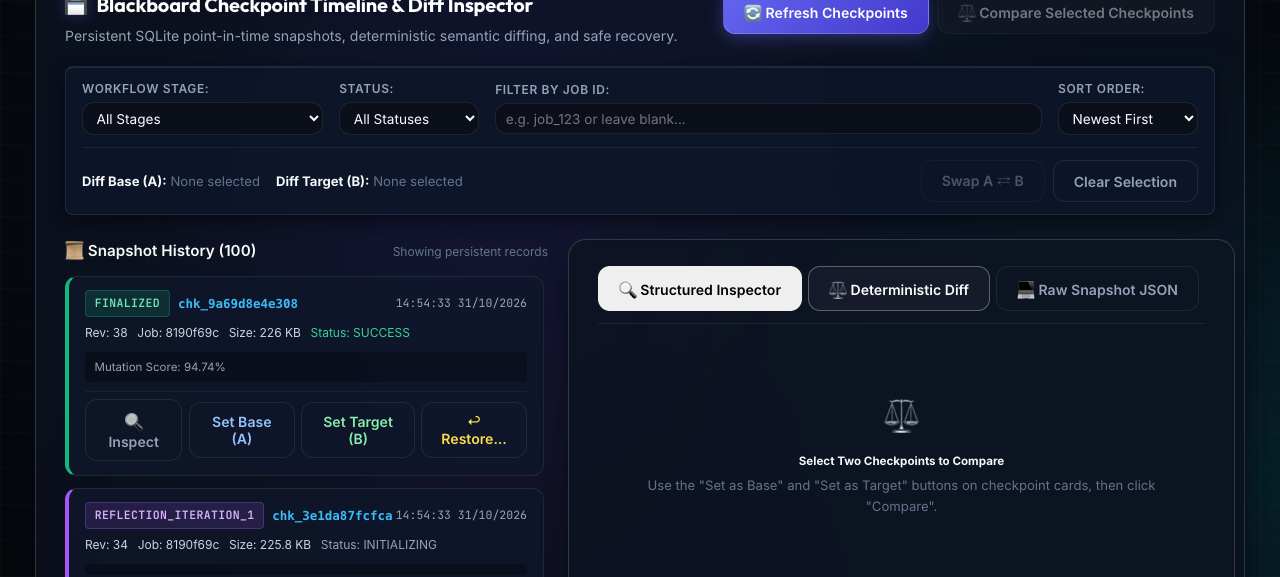 Blackboard Checkpoint Timeline & Diff Inspector
Refresh Checkpoints
Compare Selected Checkpoints
Persistent SQLite point-in-time snapshots, deterministic semantic diffing, and safe recovery.
WORKFLOW STAGE:
All Stages
STATUS:
All Statuses
FILTER BY JOB ID:
e.g. job_123 or leave blank...
SORT ORDER:
Newest First
Diff Base (A): None selected
Diff Target (B): None selected
Swap A ⇄ B
Clear Selection
Snapshot History (100)
Showing persistent records
FINALIZED chk_9a69d8e4e308 14:54:33 31/10/2026
Rev: 38 Job: 8190f69c Size: 226 KB Status: SUCCESS
Mutation Score: 94.74%
Inspect
Set Base
(A)
Set Target
(B)
↩
Restore...
REFLECTION_ITERATION_1 chk_3e1da87fcfca 14:54:33 31/10/2026
Rev: 34 Job: 8190f69c Size: 225.8 KB Status: INITIALIZING
Structured Inspector
Deterministic Diff
Raw Snapshot JSON
Select Two Checkpoints to Compare
Use the "Set as Base" and "Set as Target" buttons on checkpoint cards, then click
"Compare".